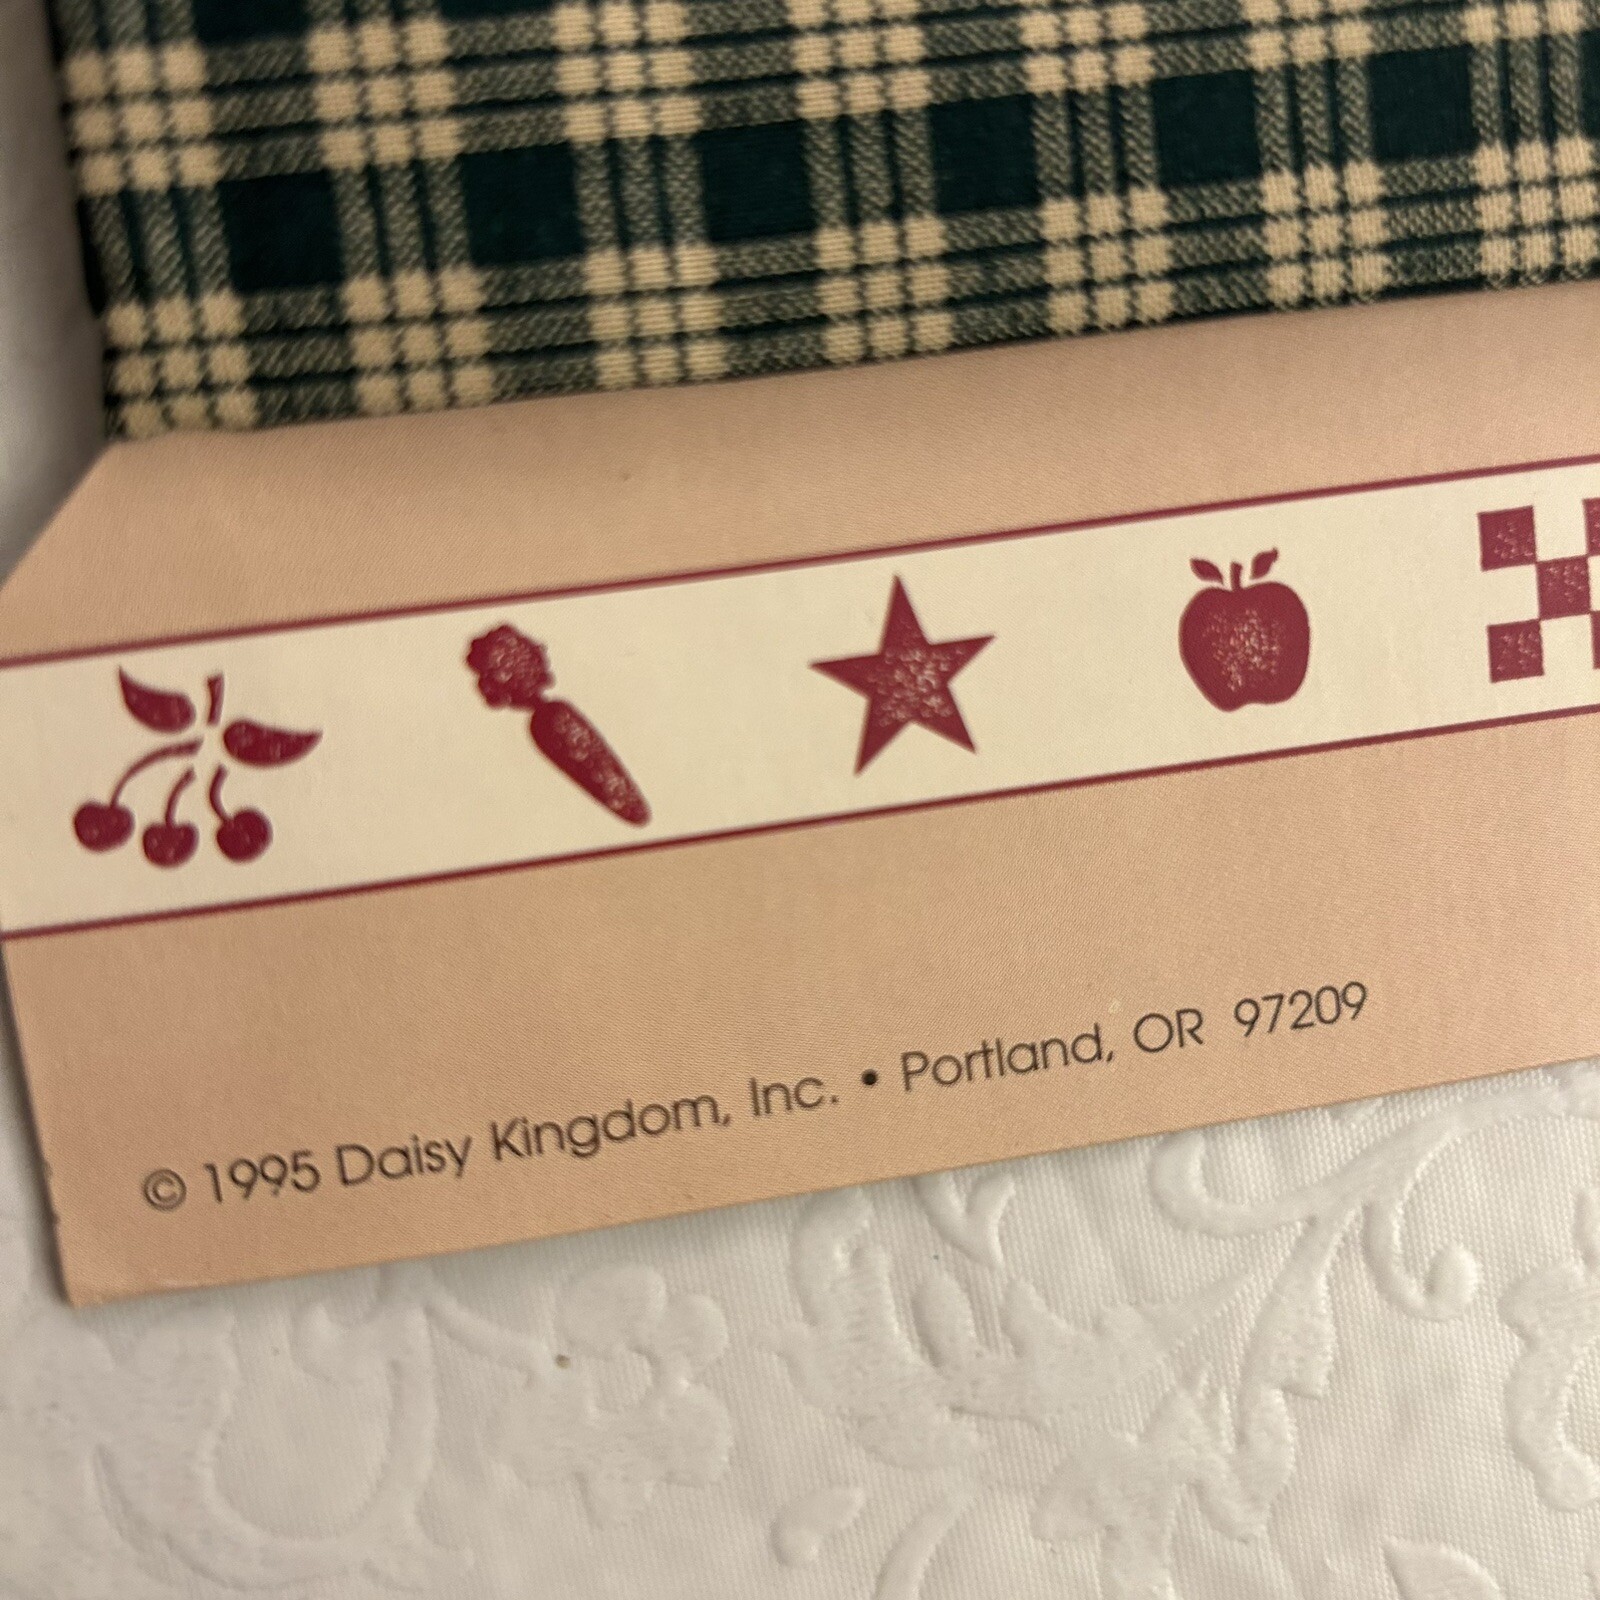 © 1995 Daisy Kingdom, Inc. • Portland, OR 97209